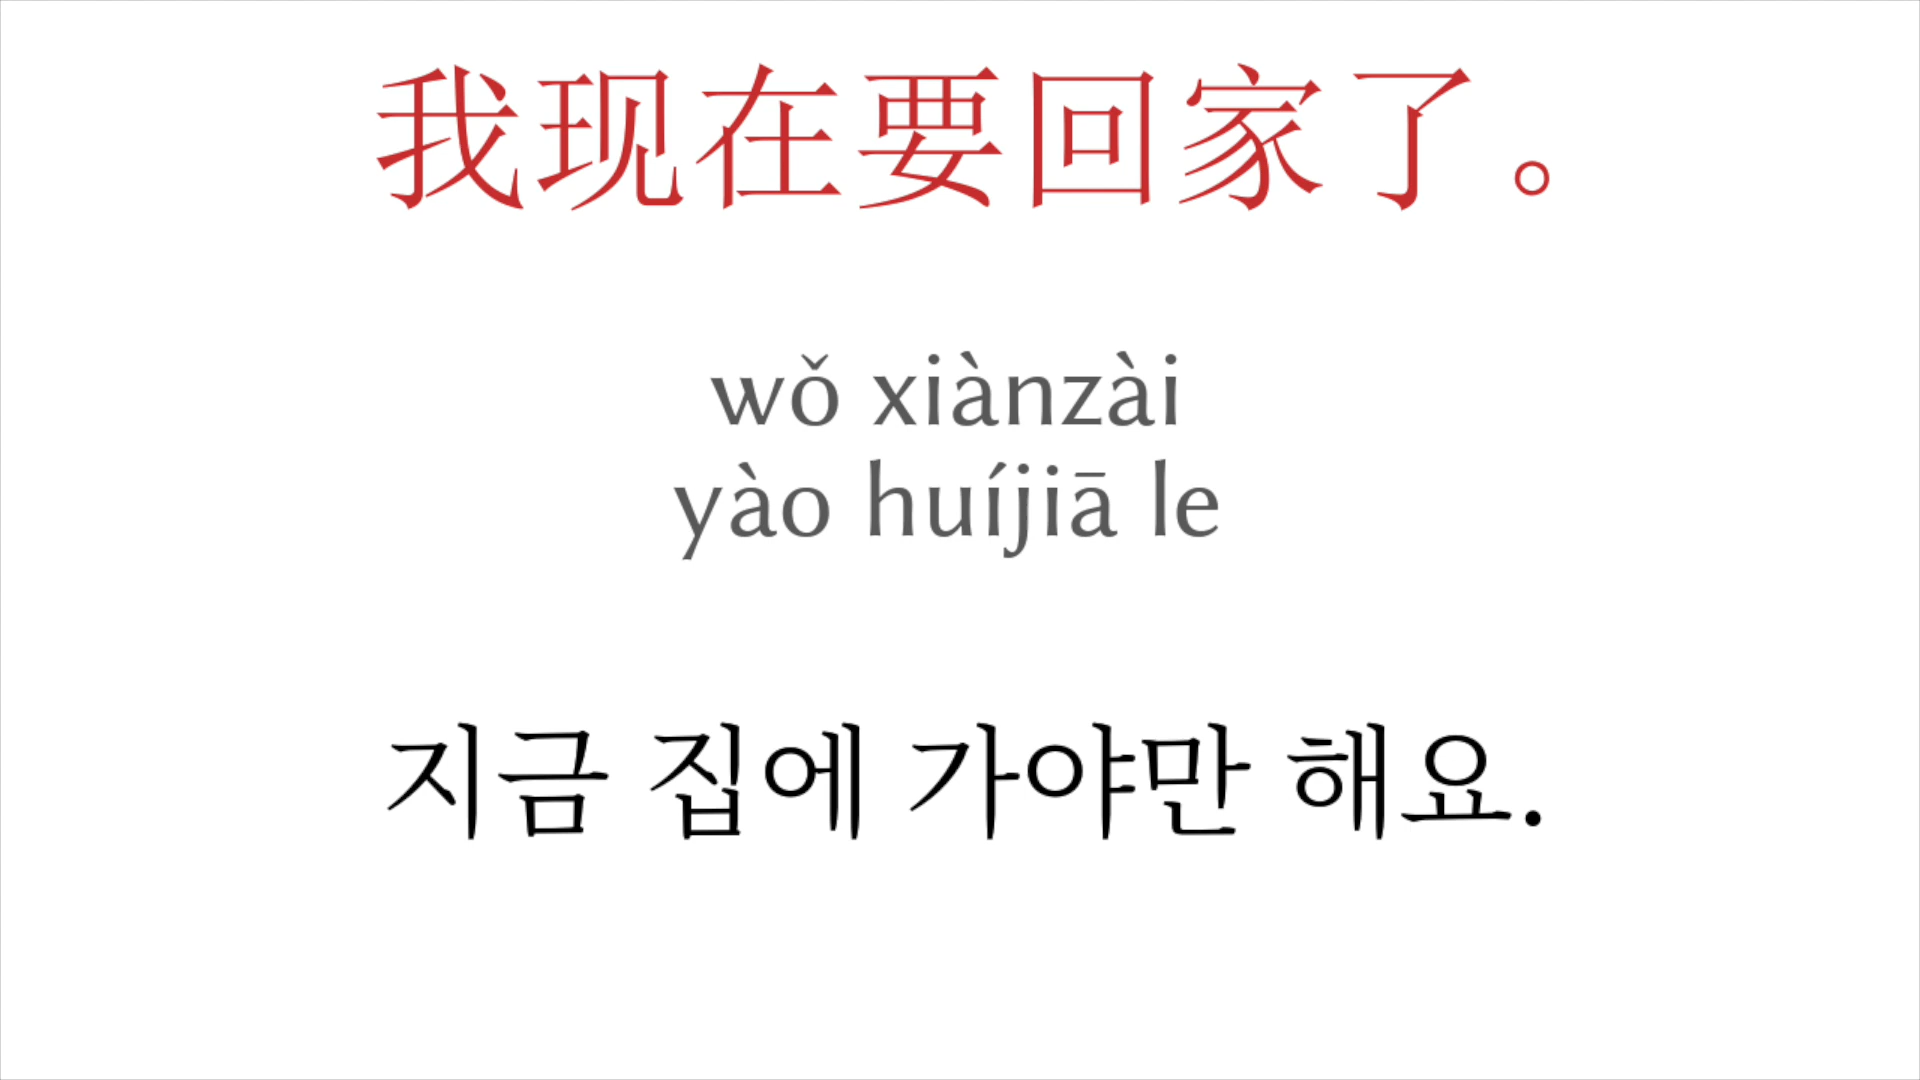 我现在要回家了。
wǒ xiànzài
yào huíjiā le
지금 집에 가야만 해요.